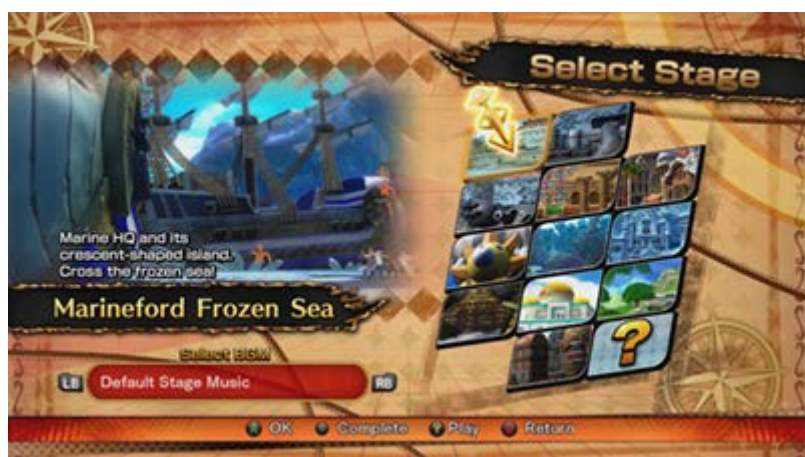 Select Stage
Marine HQ and its
crescent-shaped island.
Cross the frozen sea!
Marineford Frozen Sea
Select BGM
LB Default Stage Music RB
OK Complete Play Return